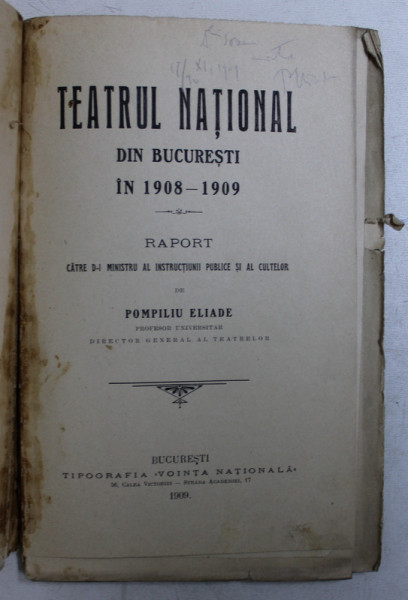 TEATRUL NAȚIONAL
DIN BUCUREȘTI
ÎN 1908—1909
RAPORT
CĂTRE D-l MINISTRU AL INSTRUCȚIUNII PUBLICE ȘI AL CULTELOR
DE
POMPILIU ELIADE
PROFESOR UNIVERSITAR
DIRECTOR GENERAL AL TEATRELOR
BUCUREȘTI
TIPOGRAFIA «VOINȚA NAȚIONALĂ»
1909.